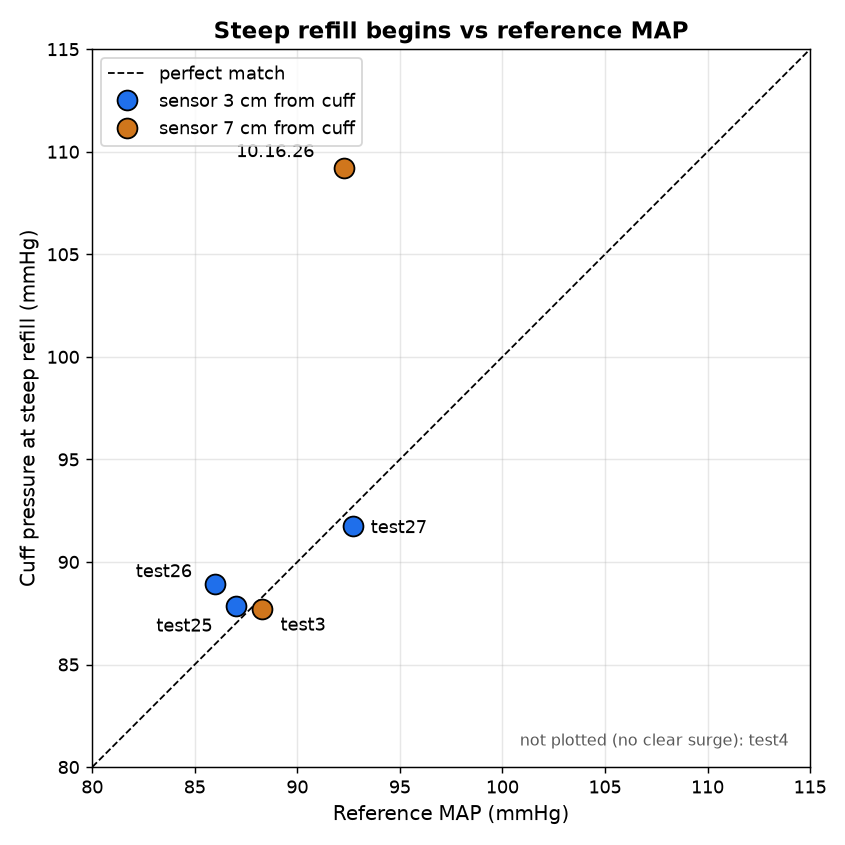 Steep refill begins vs reference MAP
perfect match
sensor 3 cm from cuff
sensor 7 cm from cuff
10.16.26
test27
test26
test25
test3
not plotted (no clear surge): test4
Cuff pressure at steep refill (mmHg)
115
110
105
100
95
90
85
80
80
85
90
95
100
105
110
115
Reference MAP (mmHg)